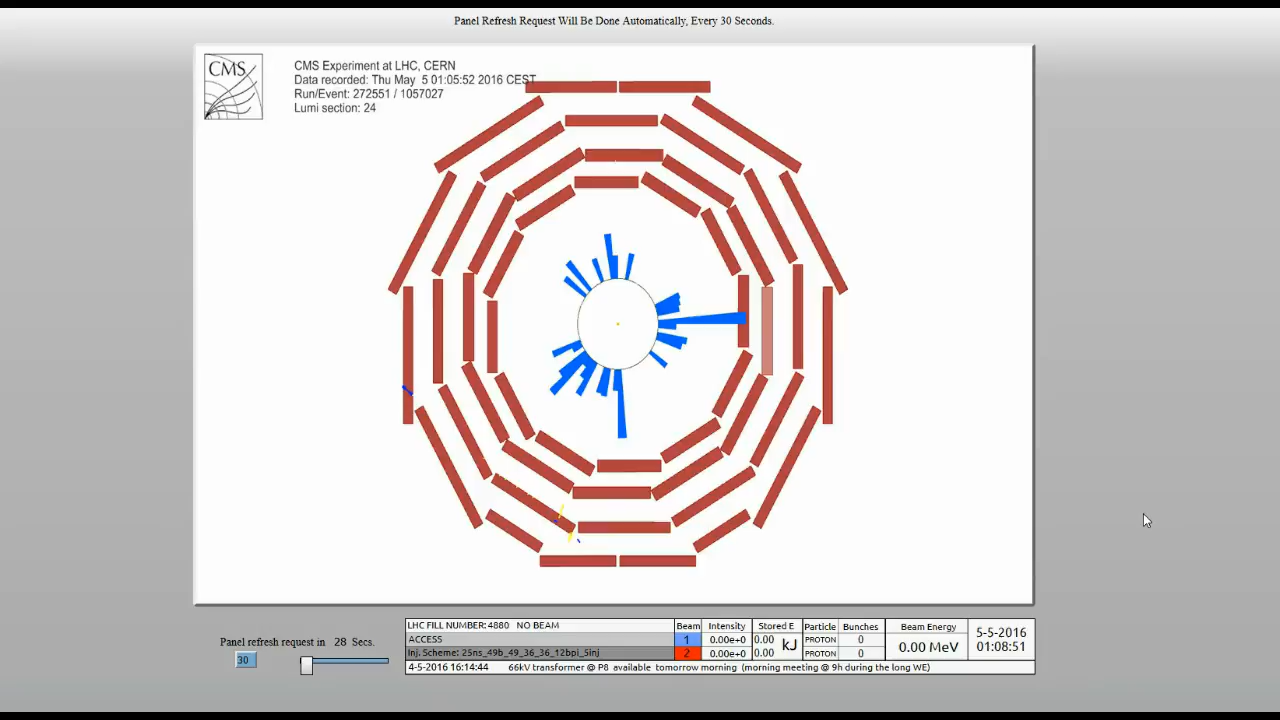 Panel Refresh Request Will Be Done Automatically, Every 30 Seconds.
CMS
CMS Experiment at LHC, CERN
Data recorded: Thu May 5 01:05:52 2016 CEST
Run/Event: 272551 / 1057027
Lumi section: 24
Panel refresh request in 28 Secs.
30
LHC FILL NUMBER: 4880 NO BEAM
ACCESS
Inj. Scheme: 25ns_49b_49_36_36_12bpi_5inj
Beam Intensity Stored E Particle Bunches Beam Energy
1 0.00e+0 0.00 kJ PROTON 0 0.00 MeV
2 0.00e+0 0.00 PROTON 0
5-5-2016
01:08:51
4-5-2016 16:14:44 66kV transformer @ P8 available tomorrow morning (morning meeting @ 9h during the long WE)